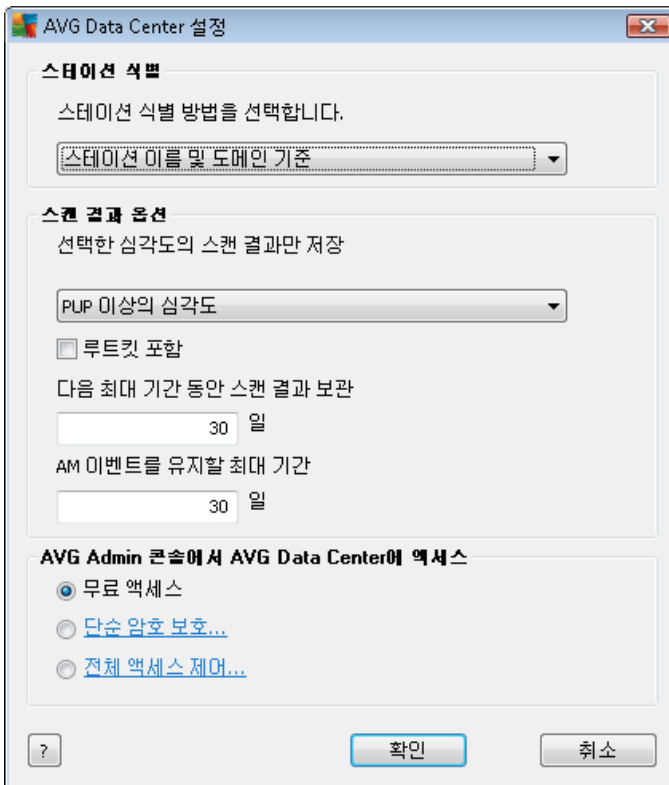 AVG Data Center 설정
스테이션 식별
스테이션 식별 방법을 선택합니다.
스테이션 이름 및 도메인 기준
스캔 결과 옵션
선택한 심각도의 스캔 결과만 저장
PUP 이상의 심각도
루트킷 포함
다음 최대 기간 동안 스캔 결과 보관
30 일
AM 이벤트를 유지할 최대 기간
30 일
AVG Admin 콘솔에서 AVG Data Center에 액세스
무료 액세스
단순 암호 보호...
전체 액세스 제어...
?
확인
취소